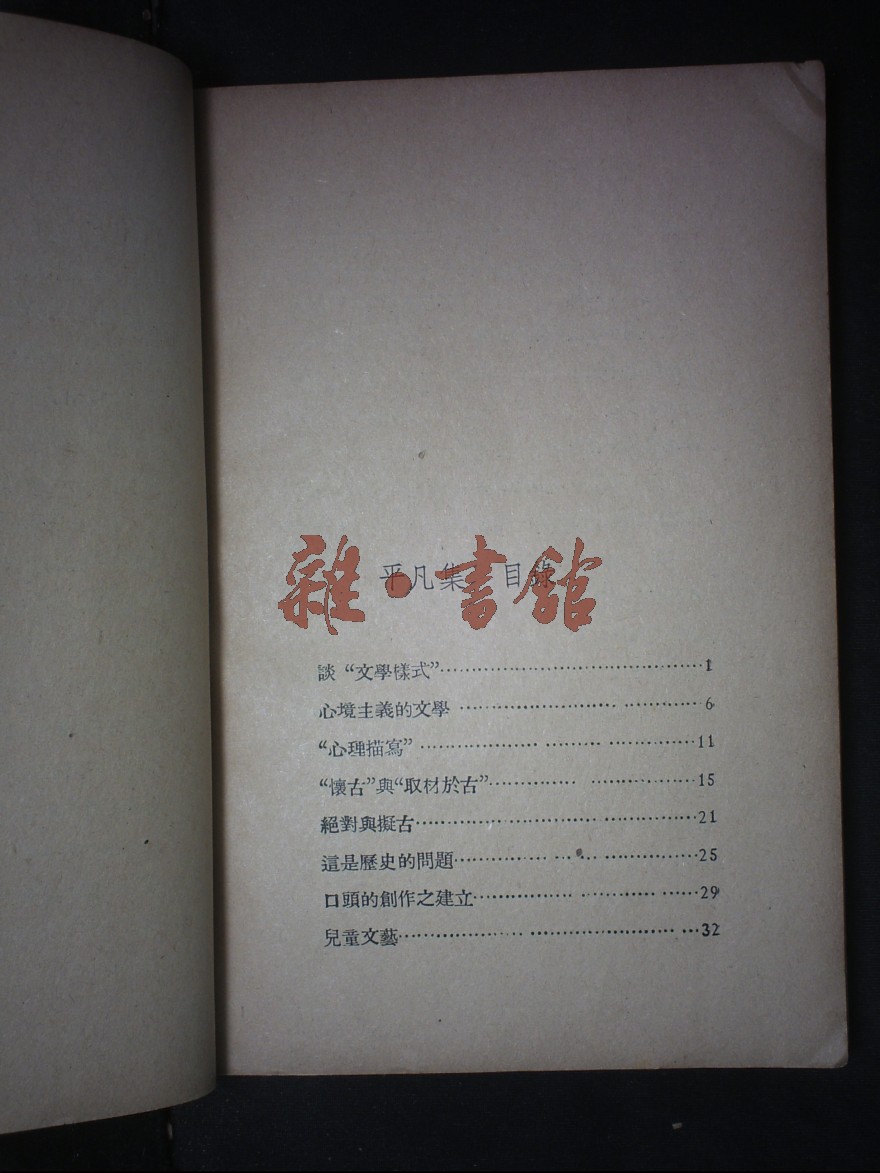 平凡集 目錄
雜·書館
談“文學樣式”……………………………………1
心境主義的文學……………………………………6
“心理描寫”……………………………………11
“懷古”與“取材於古”……………………………………15
絕對與擬古……………………………………21
這是歷史的問題……………………………………25
口頭的創作之建立……………………………………29
兒童文藝……………………………………32